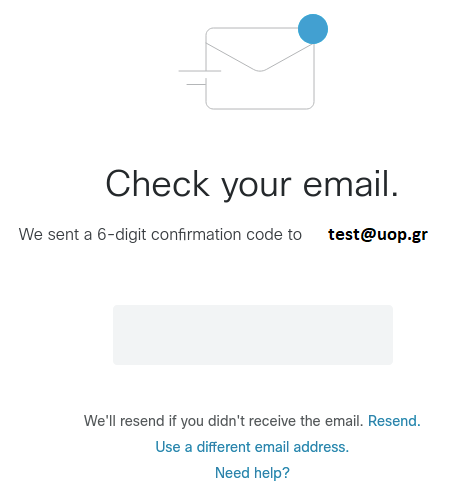 Check your email.
We sent a 6-digit confirmation code to test@uop.gr
We'll resend if you didn't receive the email. Resend.
Use a different email address.
Need help?